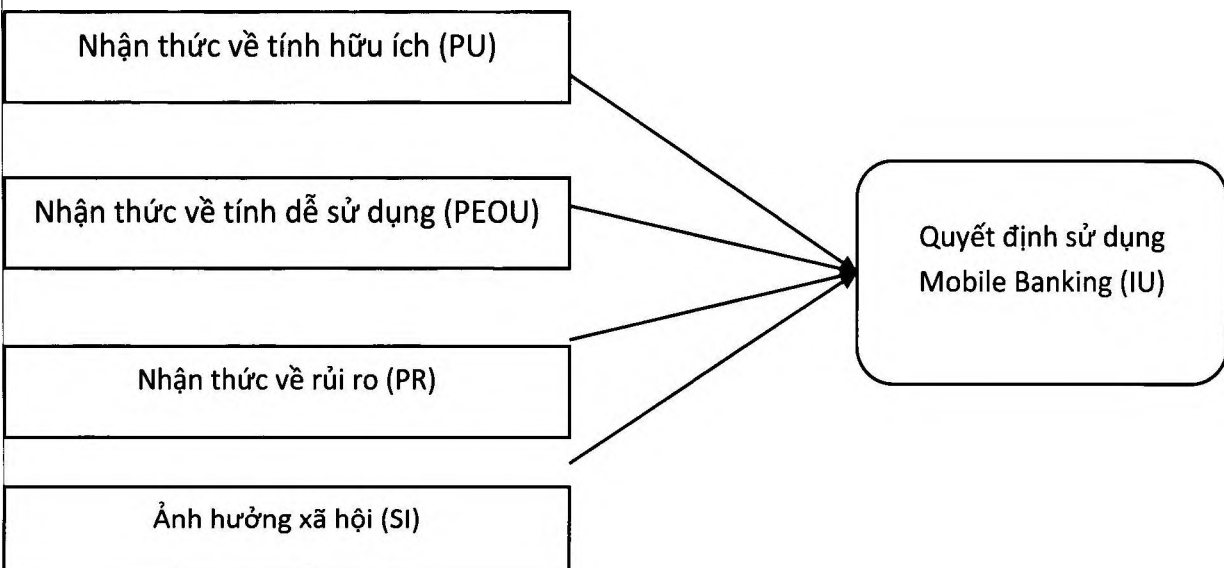 Nhận thức về tính hữu ích (PU)
Nhận thức về tính dễ sử dụng (PEOU)
Nhận thức về rủi ro (PR)
Ảnh hưởng xã hội (SI)
Quyết định sử dụng
Mobile Banking (IU)